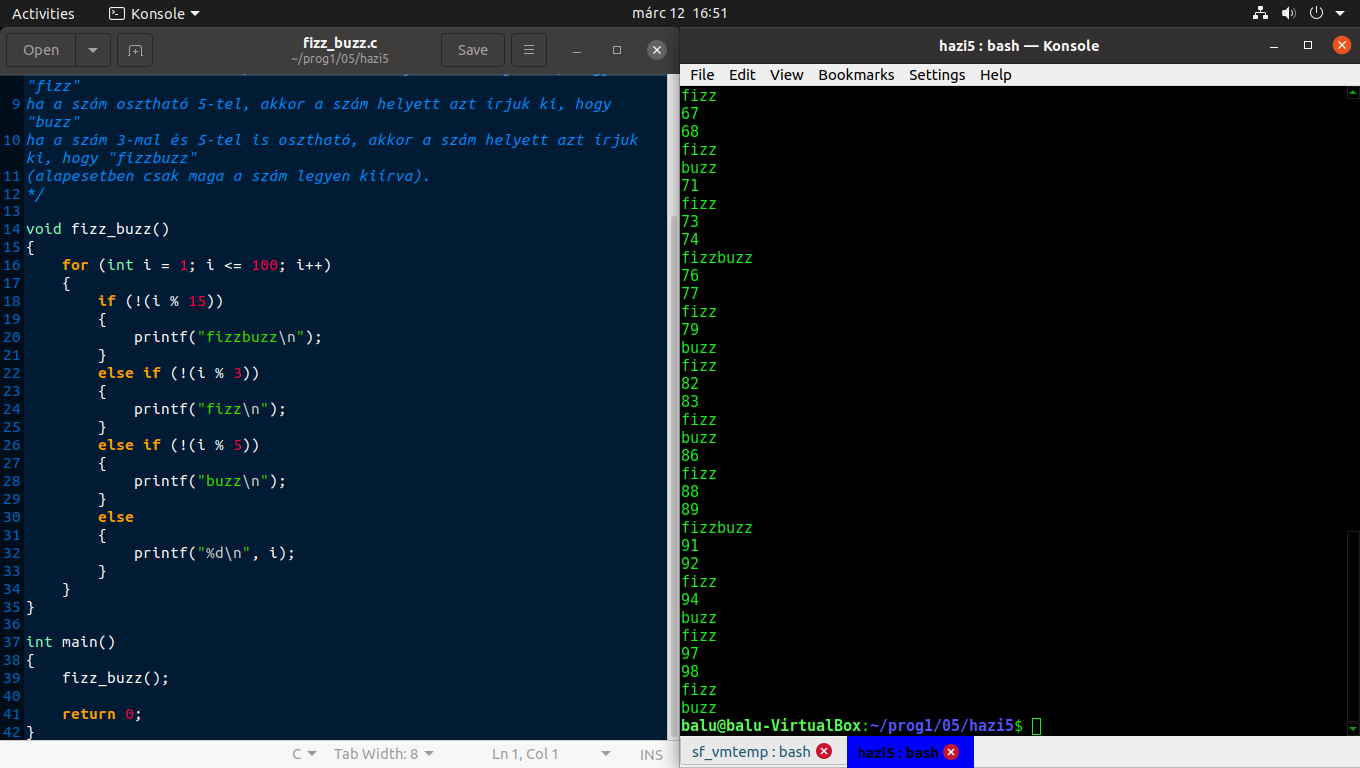 Activities Konsole márc 12 16:51
Open fizz_buzz.c Save
~/prog1/05/hazi5
"fizz"
9 ha a szám osztható 5-tel, akkor a szám helyett azt írjuk ki, hogy
"buzz"
10 ha a szám 3-mal és 5-tel is osztható, akkor a szám helyett azt írjuk
ki, hogy "fizzbuzz"
11 (alapesetben csak maga a szám legyen kiírva).
12 */
13
14 void fizz_buzz()
15 {
16     for (int i = 1; i <= 100; i++)
17     {
18         if (!(i % 15))
19         {
20             printf("fizzbuzz\n");
21         }
22         else if (!(i % 3))
23         {
24             printf("fizz\n");
25         }
26         else if (!(i % 5))
27         {
28             printf("buzz\n");
29         }
30         else
31         {
32             printf("%d\n", i);
33         }
34     }
35 }
36
37 int main()
38 {
39     fizz_buzz();
40
41     return 0;
42 }
C Tab Width: 8 Ln 1, Col 1 INS
hazi5 : bash — Konsole
File Edit View Bookmarks Settings Help
fizz
67
68
fizz
buzz
71
fizz
73
74
fizzbuzz
76
77
fizz
79
buzz
fizz
82
83
fizz
buzz
86
fizz
88
89
fizzbuzz
91
92
fizz
94
buzz
fizz
97
98
fizz
buzz
balu@balu-VirtualBox:~/prog1/05/hazi5$
sf_vmtemp : bash hazi5 : bash